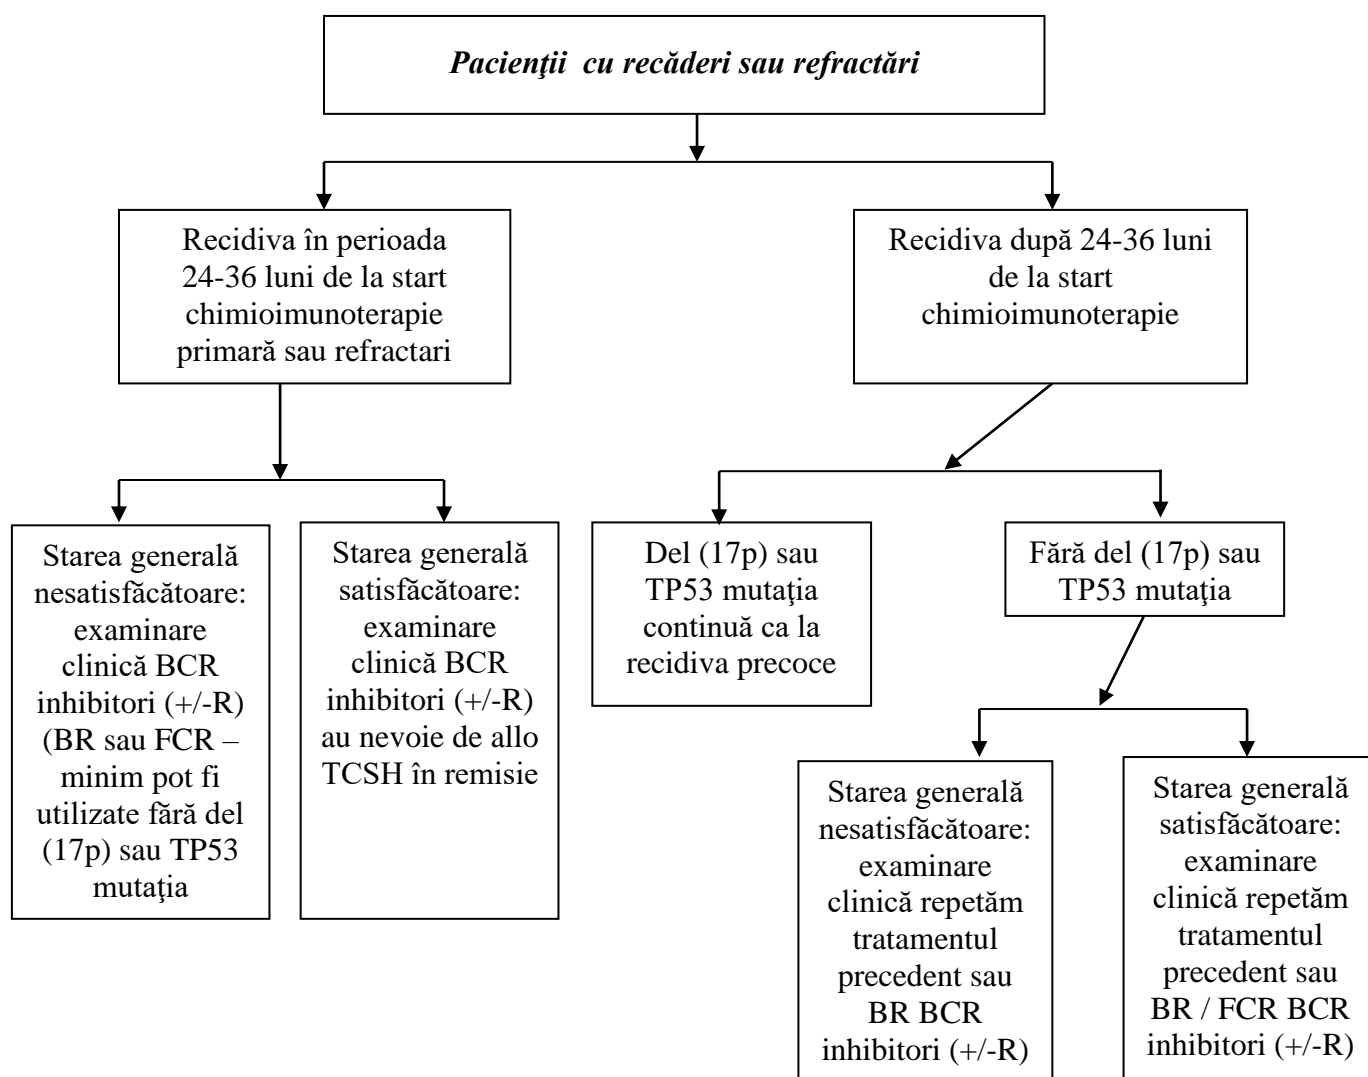 Pacienţii cu recăderi sau refractări
Recidiva în perioada
24-36 luni de la start
chimioimunoterapie
primară sau refractari
Recidiva după 24-36 luni
de la start
chimioimunoterapie
Starea generală
nesatisfăcătoare:
examinare
clinică BCR
inhibitori (+/-R)
(BR sau FCR –
minim pot fi
utilizate fără del
(17p) sau TP53
mutaţia
Starea generală
satisfăcătoare:
examinare
clinică BCR
inhibitori (+/-R)
au nevoie de allo
TCSH în remisie
Del (17p) sau
TP53 mutaţia
continuă ca la
recidiva precoce
Fără del (17p) sau
TP53 mutaţia
Starea generală
nesatisfăcătoare:
examinare
clinică repetăm
tratamentul
precedent sau
BR BCR
inhibitori (+/-R)
Starea generală
satisfăcătoare:
examinare
clinică repetăm
tratamentul
precedent sau
BR / FCR BCR
inhibitori (+/-R)